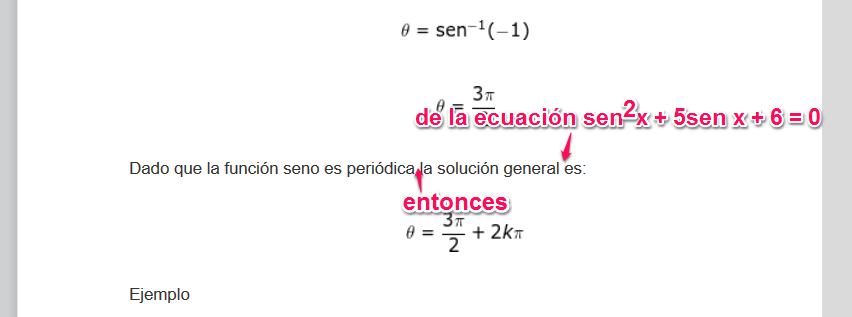 θ = sen⁻¹(−1)
θ = 3π
de la ecuación sen²x + 5sen x + 6 = 0
Dado que la función seno es periódica la solución general es:
entonces
θ = 3π/2 + 2kπ
Ejemplo